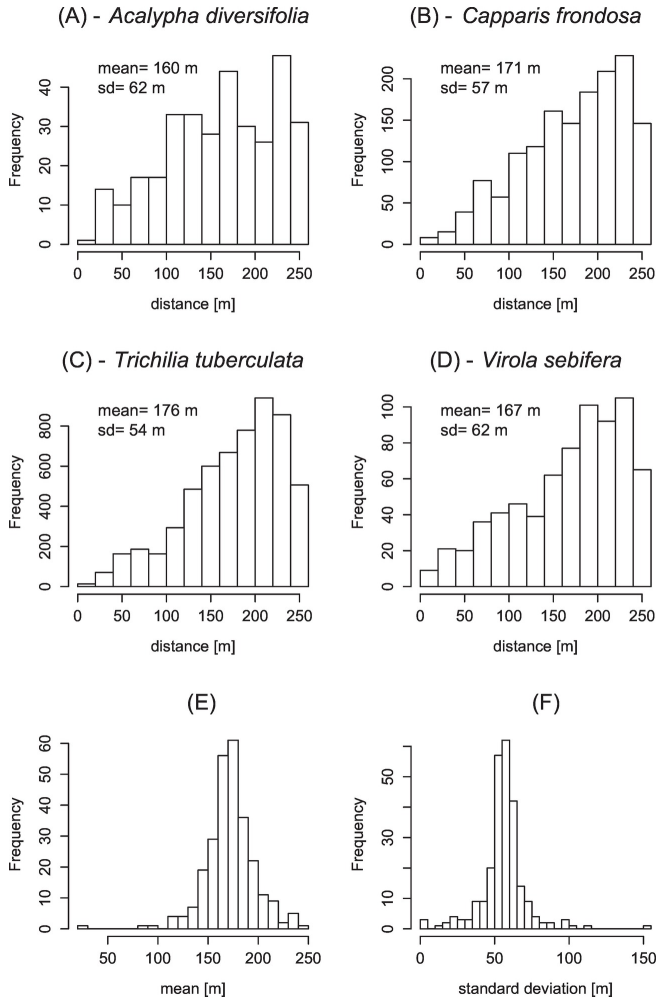 (A) - Acalypha diversifolia
mean= 160 m
sd= 62 m
Frequency
0 10 20 30 40
0 50 100 150 200 250
distance [m]
(B) - Capparis frondosa
mean= 171 m
sd= 57 m
Frequency
0 50 100 150 200
0 50 100 150 200 250
distance [m]
(C) - Trichilia tuberculata
mean= 176 m
sd= 54 m
Frequency
0 200 400 600 800
0 50 100 150 200 250
distance [m]
(D) - Virola sebifera
mean= 167 m
sd= 62 m
Frequency
0 20 40 60 80 100
0 50 100 150 200 250
distance [m]
(E)
Frequency
0 10 20 30 40 50 60
50 100 150 200 250
mean [m]
(F)
Frequency
0 10 30 50
0 50 100 150
standard deviation [m]